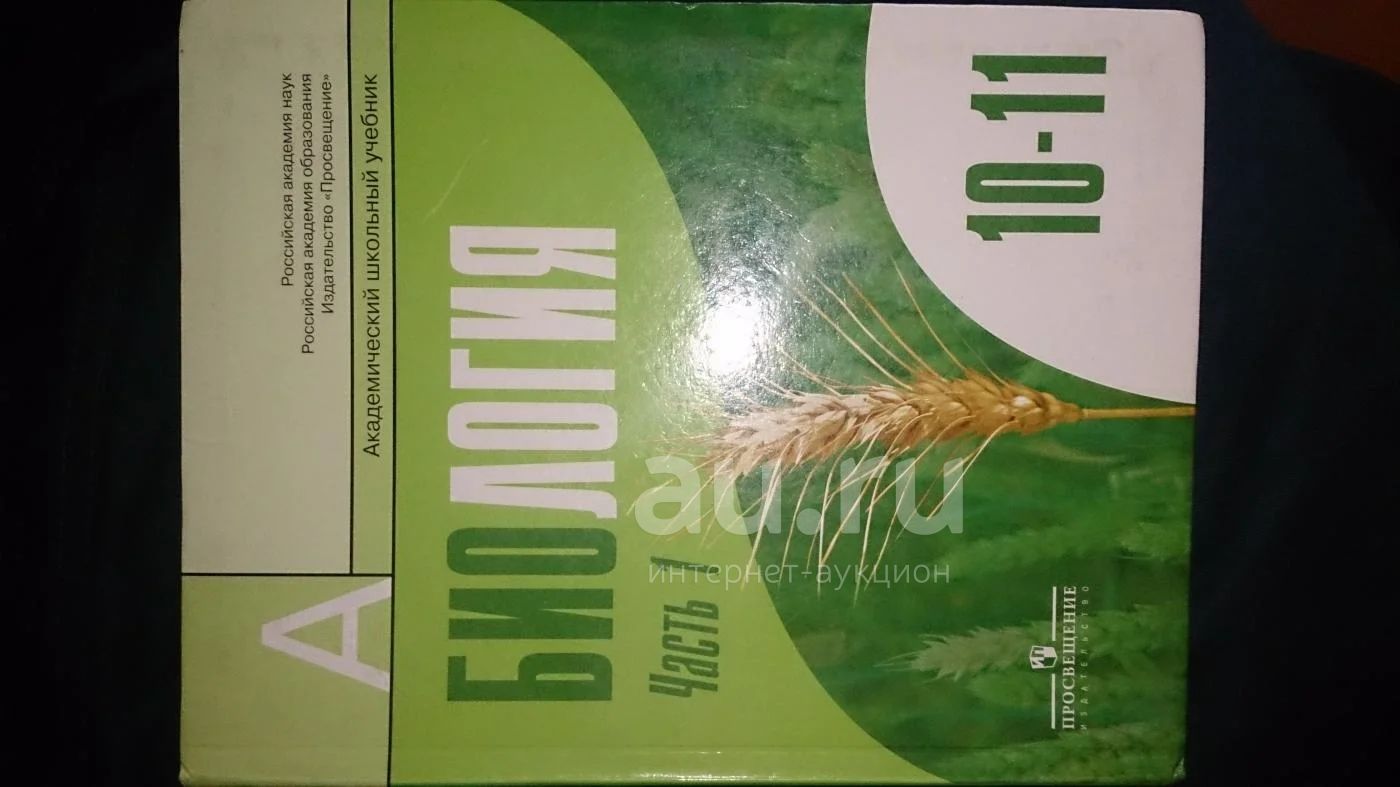 Российская академия наук
Российская академия образования
Издательство «Просвещение»
Академический школьный учебник
А
БИОЛОГИЯ
Часть 1
10-11
ИП
ПРОСВЕЩЕНИЕ
ИЗДАТЕЛЬСТВО
au.ru
интернет-аукцион